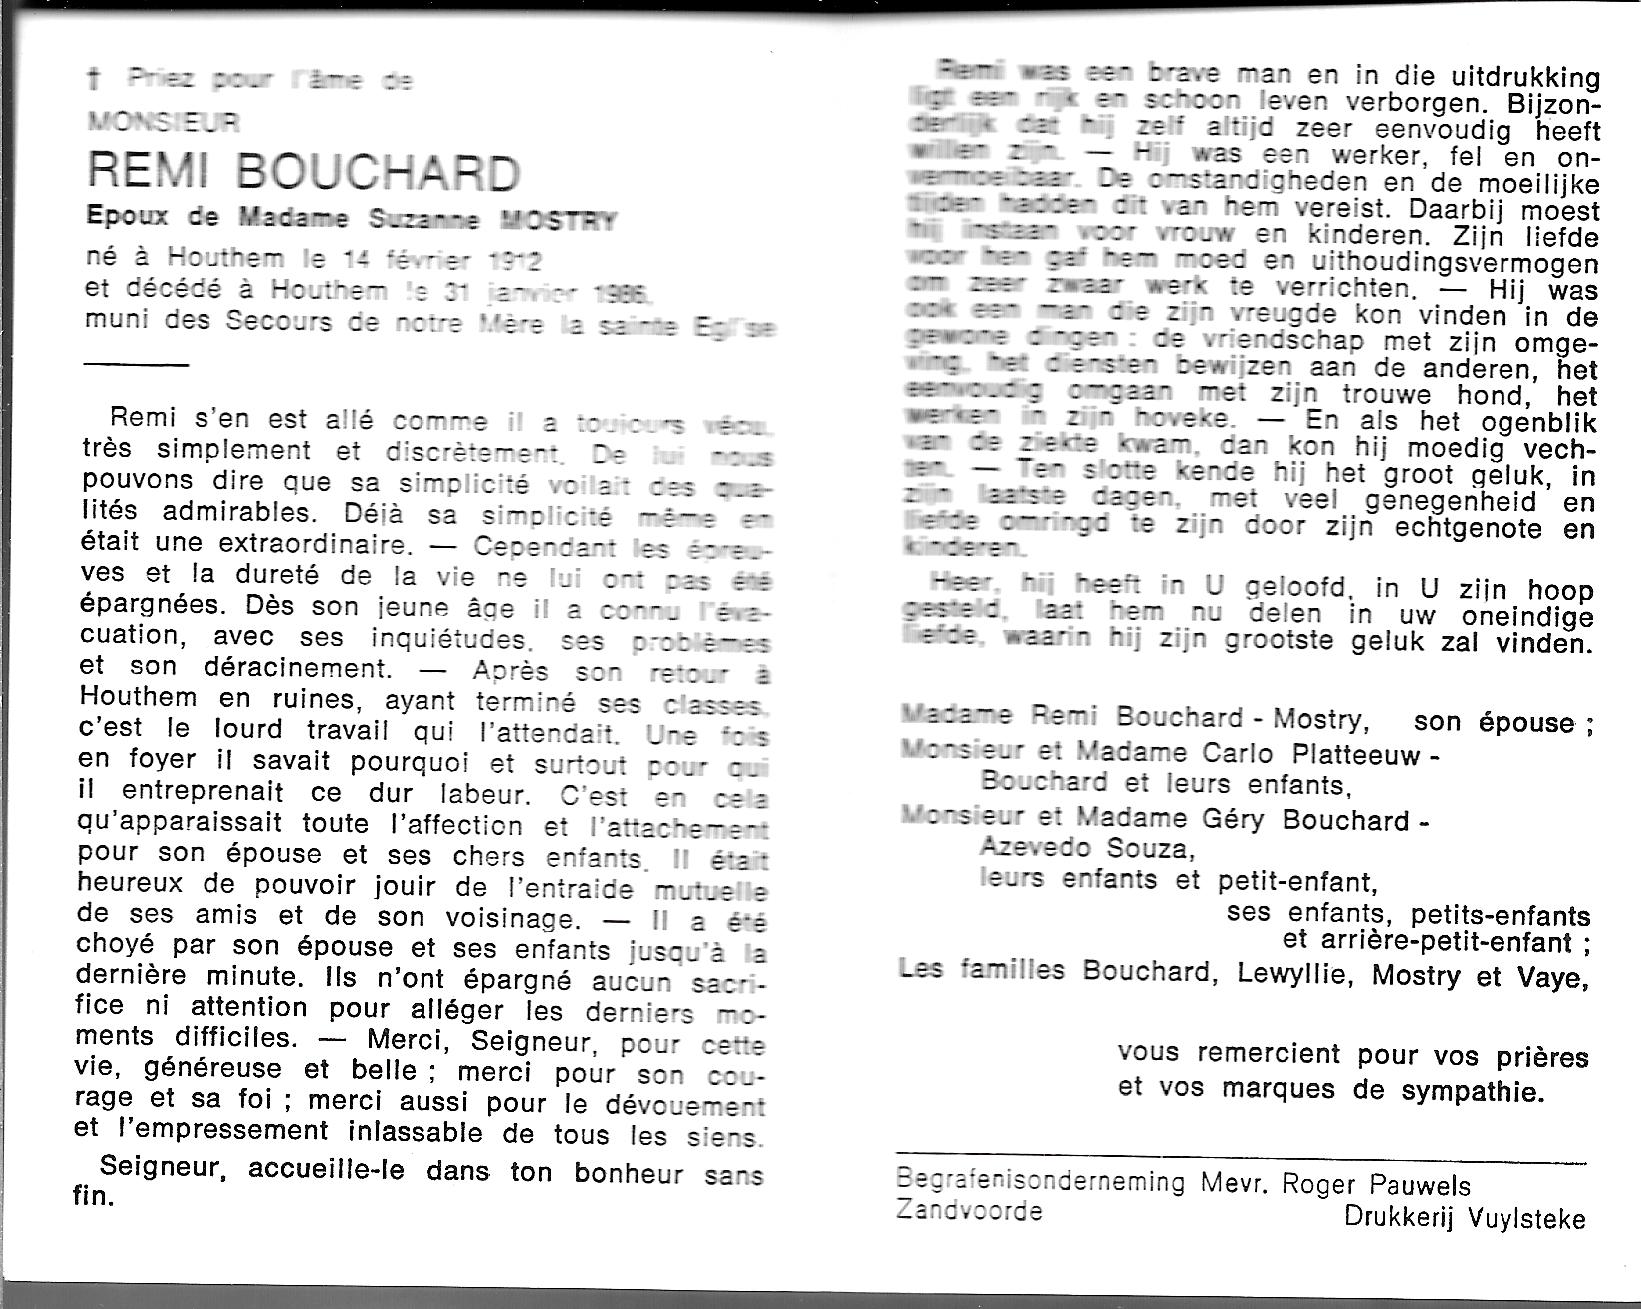 † Priez pour l'âme de
MONSIEUR
REMI BOUCHARD
Epoux de Madame Suzanne MOSTRY
né à Houthem le 14 février 1912
et décédé à Houthem le 31 janvier 1986,
muni des Secours de notre Mère la sainte Eglise
Remi s'en est allé comme il a toujours vécu,
très simplement et discrètement. De lui nous
pouvons dire que sa simplicité voilait des qua-
lités admirables. Déjà sa simplicité même en
était une extraordinaire. — Cependant les épreu-
ves et la dureté de la vie ne lui ont pas été
épargnées. Dès son jeune âge il a connu l'éva-
cuation, avec ses inquiétudes, ses problèmes
et son déracinement. — Après son retour à
Houthem en ruines, ayant terminé ses classes,
c'est le lourd travail qui l'attendait. Une fois
en foyer il savait pourquoi et surtout pour qui
il entreprenait ce dur labeur. C'est en cela
qu'apparaissait toute l'affection et l'attachement
pour son épouse et ses chers enfants. Il était
heureux de pouvoir jouir de l'entraide mutuelle
de ses amis et de son voisinage. — Il a été
choyé par son épouse et ses enfants jusqu'à la
dernière minute. Ils n'ont épargné aucun sacri-
fice ni attention pour alléger les derniers mo-
ments difficiles. — Merci, Seigneur, pour cette
vie, généreuse et belle ; merci pour son cou-
rage et sa foi ; merci aussi pour le dévouement
et l'empressement inlassable de tous les siens.
Seigneur, accueille-le dans ton bonheur sans
fin.
Remi was een brave man en in die uitdrukking
ligt een rijk en schoon leven verborgen. Bijzon-
derlijk dat hij zelf altijd zeer eenvoudig heeft
willen zijn. — Hij was een werker, fel en on-
vermoeibaar. De omstandigheden en de moeilijke
tijden hadden dit van hem vereist. Daarbij moest
hij instaan voor vrouw en kinderen. Zijn liefde
voor hen gaf hem moed en uithoudingsvermogen
om zeer zwaar werk te verrichten. — Hij was
ook een man die zijn vreugde kon vinden in de
gewone dingen : de vriendschap met zijn omge-
ving, het diensten bewijzen aan de anderen, het
eenvoudig omgaan met zijn trouwe hond, het
werken in zijn hoveke. — En als het ogenblik
van de ziekte kwam, dan kon hij moedig vech-
ten. — Ten slotte kende hij het groot geluk, in
zijn laatste dagen, met veel genegenheid en
liefde omringd te zijn door zijn echtgenote en
kinderen.
Heer, hij heeft in U geloofd, in U zijn hoop
gesteld, laat hem nu delen in uw oneindige
liefde, waarin hij zijn grootste geluk zal vinden.
Madame Remi Bouchard - Mostry, son épouse ;
Monsieur et Madame Carlo Platteeuw -
Bouchard et leurs enfants,
Monsieur et Madame Géry Bouchard -
Azevedo Souza,
leurs enfants et petit-enfant,
ses enfants, petits-enfants
et arrière-petit-enfant ;
Les familles Bouchard, Lewyllie, Mostry et Vaye,
vous remercient pour vos prières
et vos marques de sympathie.
Begrafenisonderneming Mevr. Roger Pauwels
Zandvoorde Drukkerij Vuylsteke